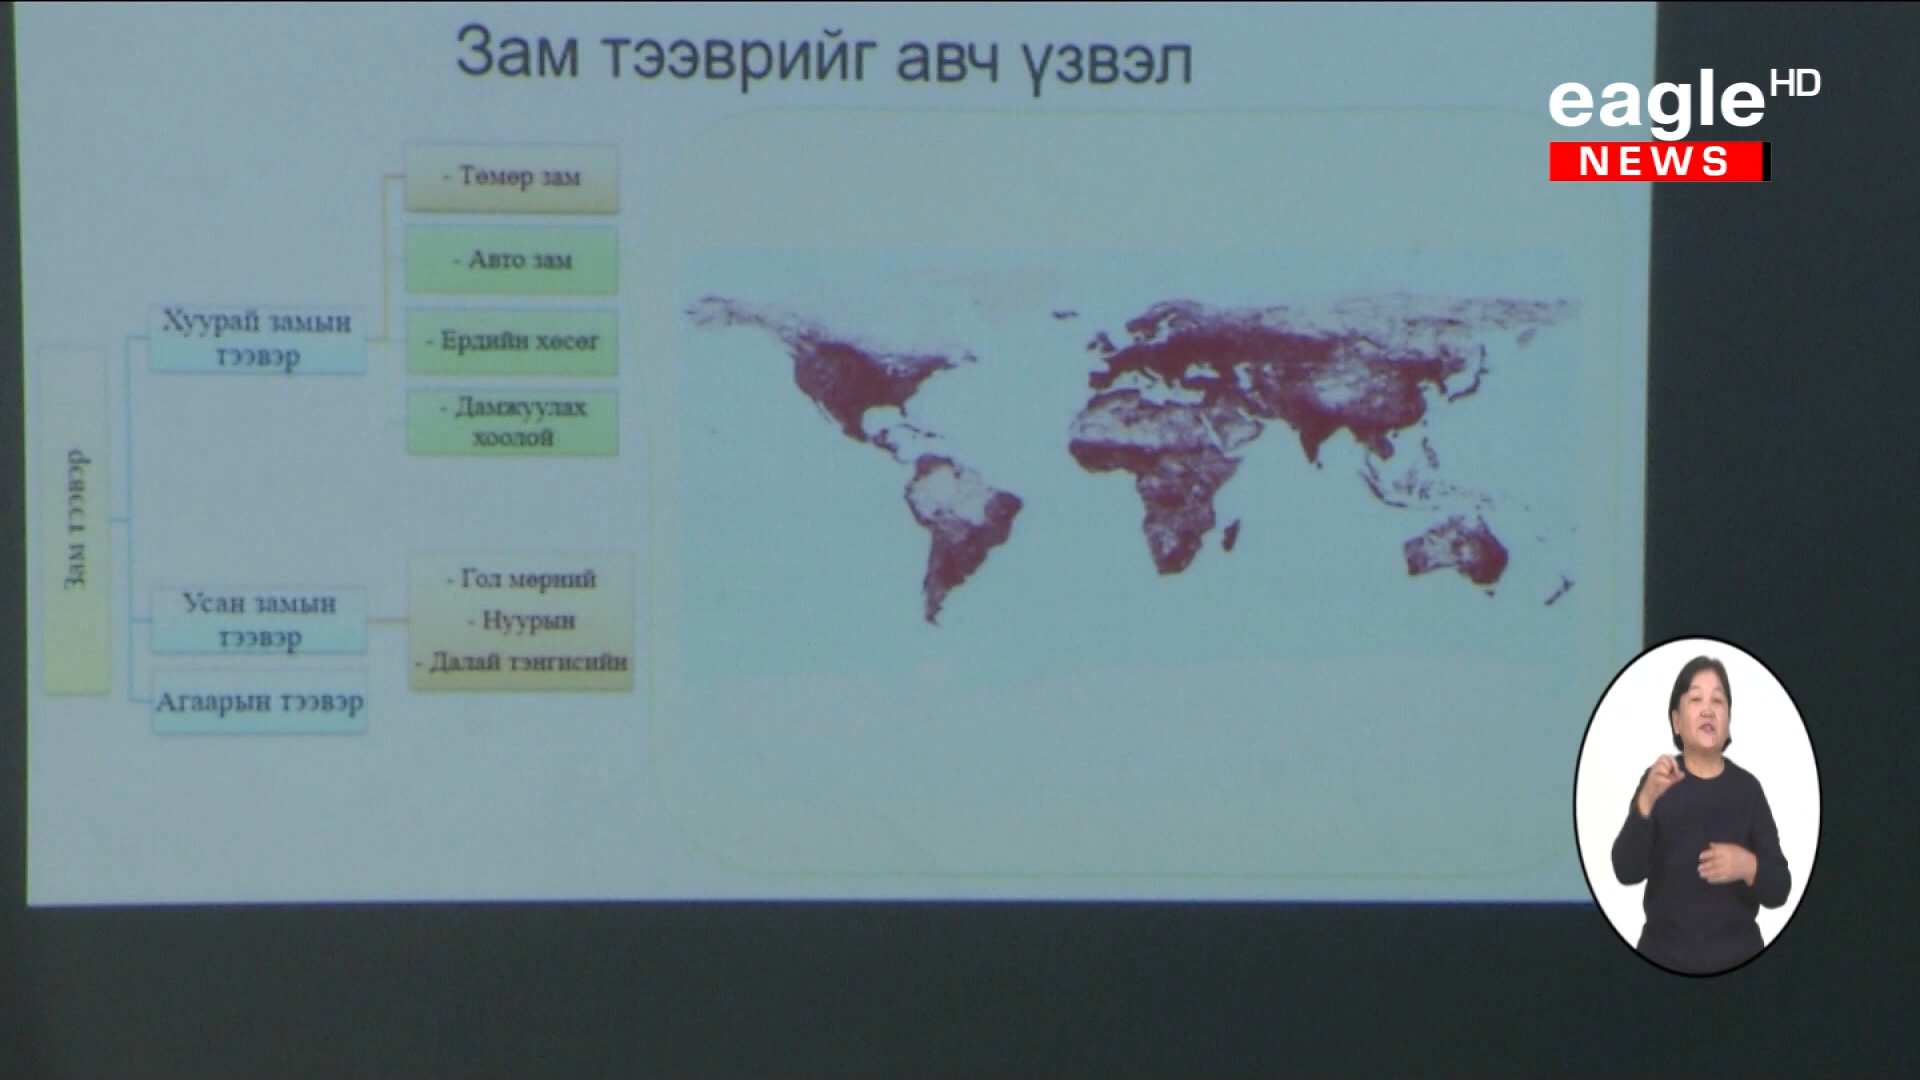 Зам тээврийг авч үзвэл
eagle HD
NEWS
- Төмөр зам
- Авто зам
- Ердийн хөсөг
- Дамжуулах
хоолой
Хуурай замын
тээвэр
Зам тээвэр
Усан замын
тээвэр
- Гол мөрний
- Нуурын
- Далай тэнгисийн
Агаарын тээвэр